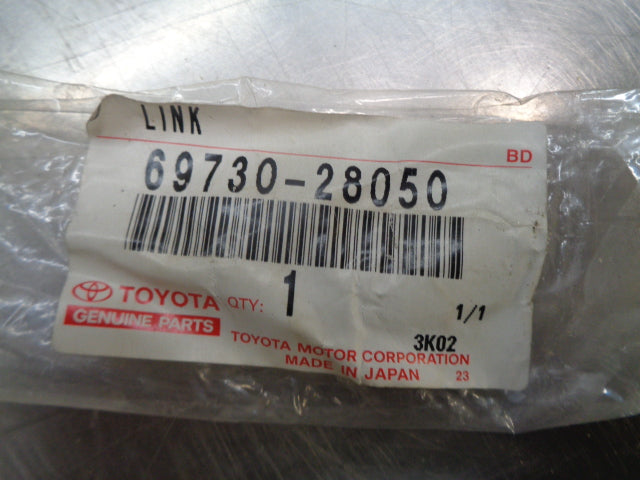 LINK
BD
69730-28050
TOYOTA QTY: 1 1/1
GENUINE PARTS
3K02
TOYOTA MOTOR CORPORATION
MADE IN JAPAN 23